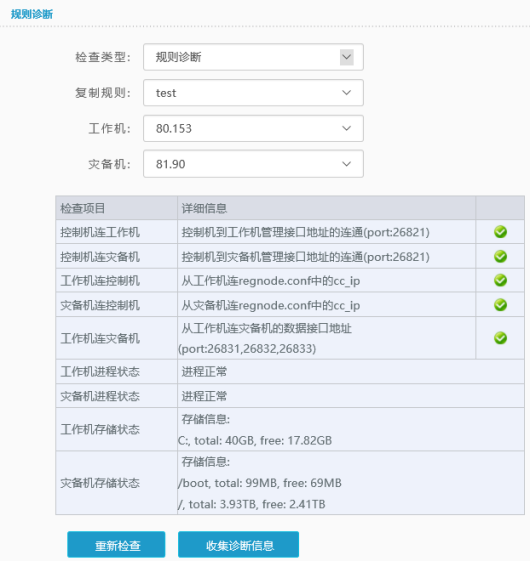 规则诊断
检查类型: 规则诊断
复制规则: test
工作机: 80.153
灾备机: 81.90
检查项目 详细信息
控制机连工作机 控制机到工作机管理接口地址的连通(port:26821)
控制机连灾备机 控制机到灾备机管理接口地址的连通(port:26821)
工作机连控制机 从工作机连regnode.conf中的cc_ip
灾备机连控制机 从灾备机连regnode.conf中的cc_ip
工作机连灾备机 从工作机连灾备机的数据接口地址
(port:26831,26832,26833)
工作机进程状态 进程正常
灾备机进程状态 进程正常
工作机存储状态 存储信息:
C:, total: 40GB, free: 17.82GB
灾备机存储状态 存储信息:
/boot, total: 99MB, free: 69MB
/, total: 3.93TB, free: 2.41TB
重新检查 收集诊断信息